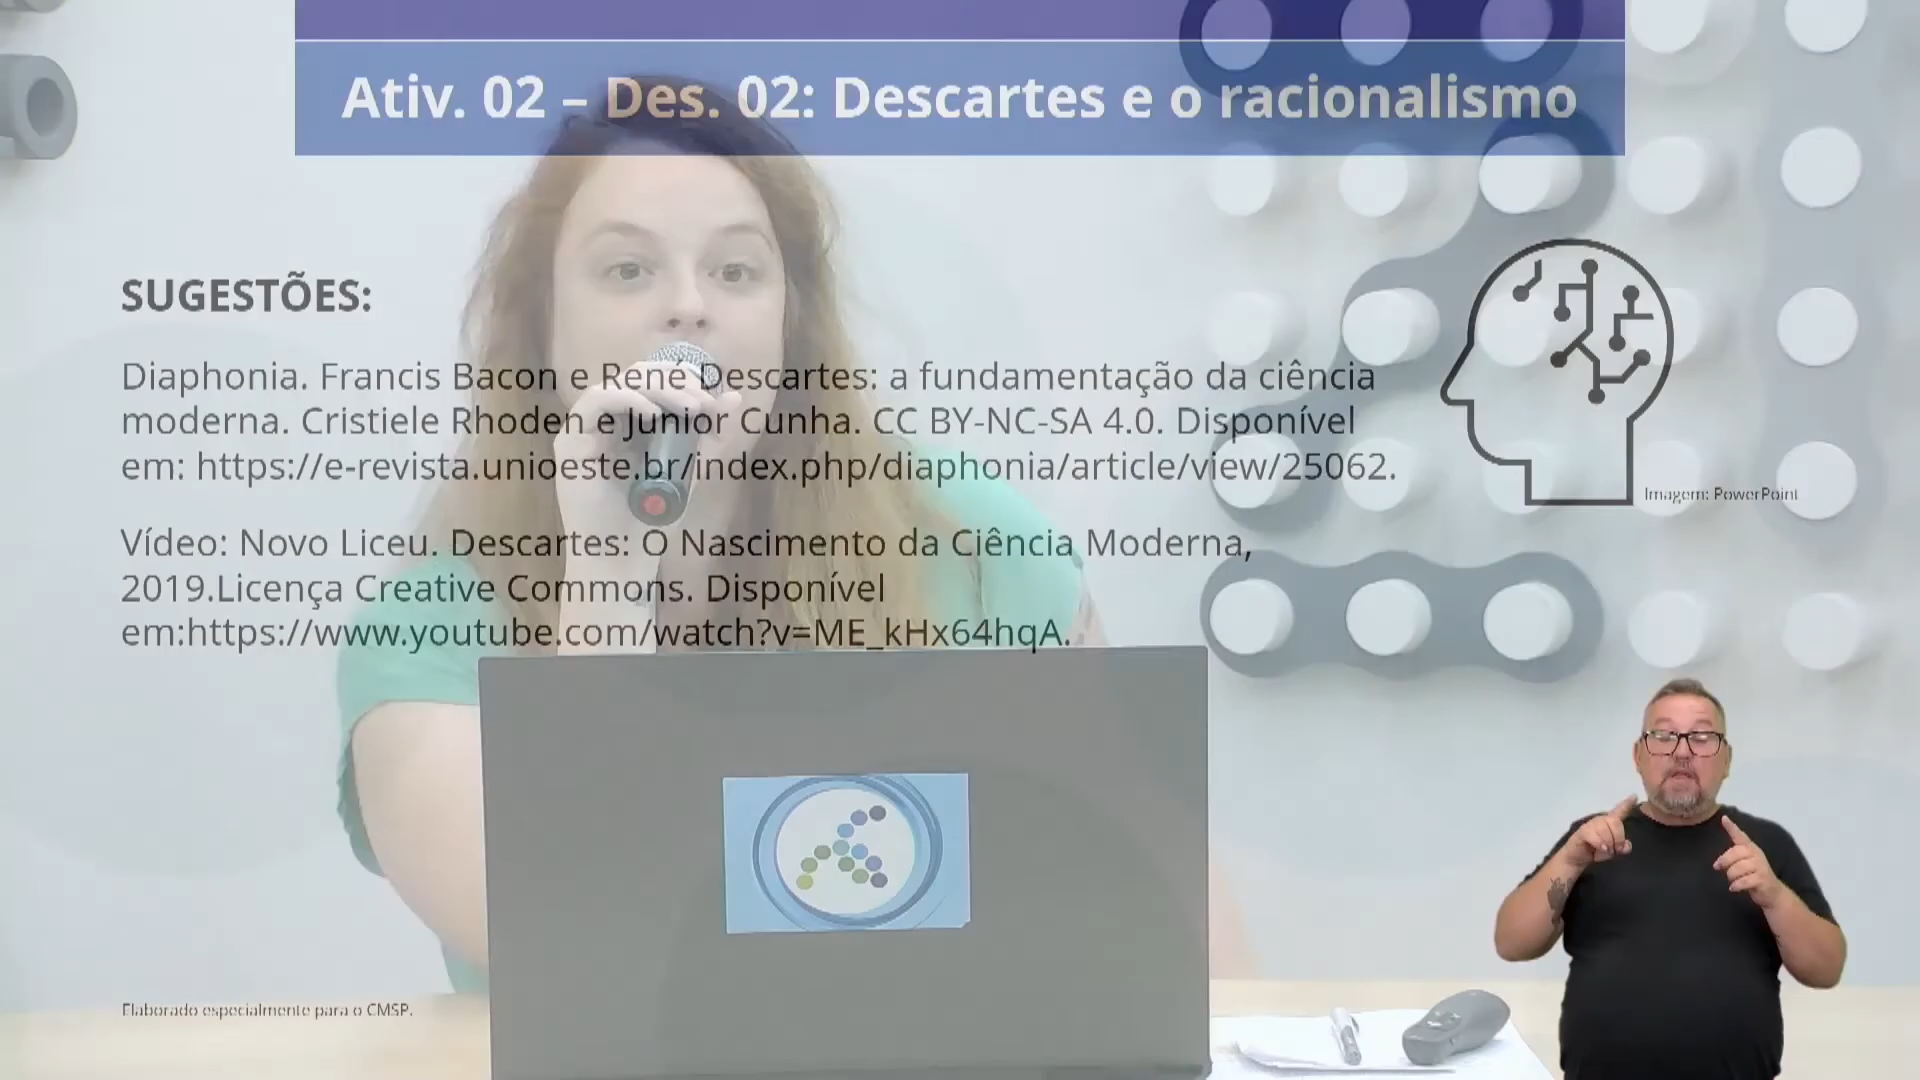 Ativ. 02 – Des. 02: Descartes e o racionalismo
SUGESTÕES:
Diaphonia. Francis Bacon e René Descartes: a fundamentação da ciência
moderna. Cristiele Rhoden e Junior Cunha. CC BY-NC-SA 4.0. Disponível
em: https://e-revista.unioeste.br/index.php/diaphonia/article/view/25062.
Imagem: PowerPoint
Vídeo: Novo Liceu. Descartes: O Nascimento da Ciência Moderna,
2019.Licença Creative Commons. Disponível
em:https://www.youtube.com/watch?v=ME_kHx64hqA.
Elaborado especialmente para o CMSP.